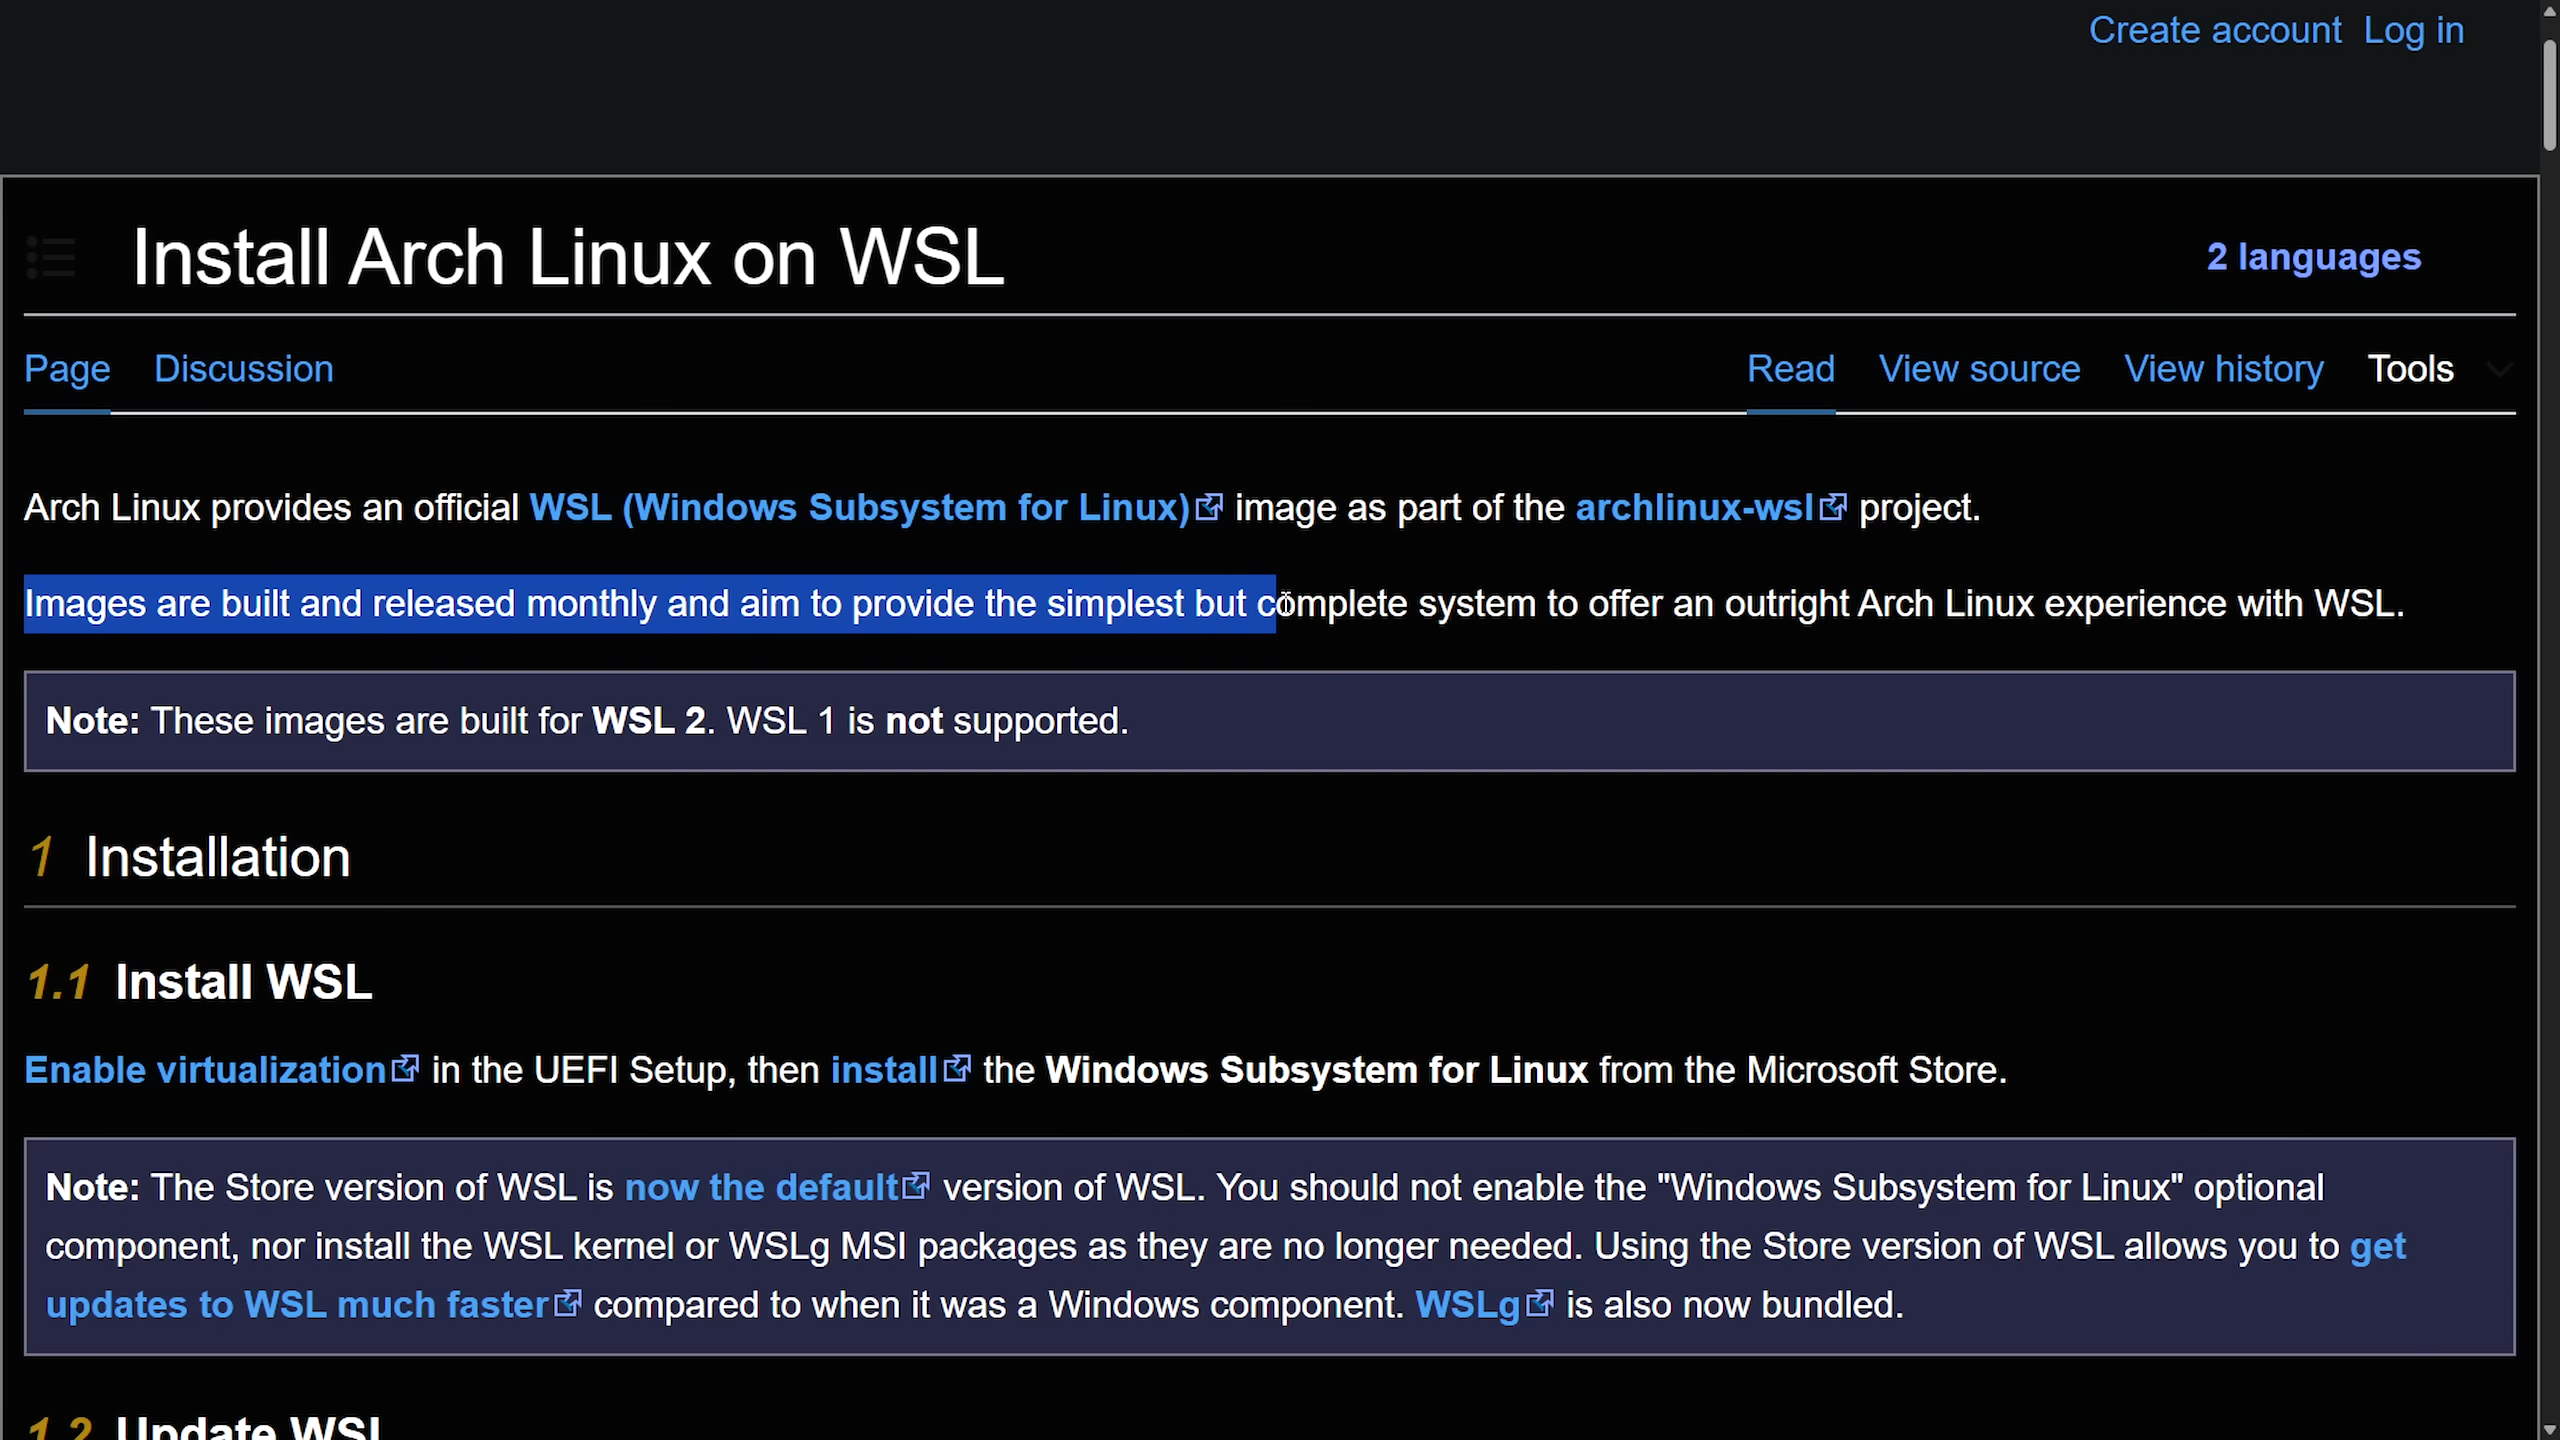 Create account Log in
Install Arch Linux on WSL
2 languages
Page Discussion
Read View source View history Tools
Arch Linux provides an official WSL (Windows Subsystem for Linux) image as part of the archlinux-wsl project.
Images are built and released monthly and aim to provide the simplest but complete system to offer an outright Arch Linux experience with WSL.
Note: These images are built for WSL 2. WSL 1 is not supported.
1 Installation
1.1 Install WSL
Enable virtualization in the UEFI Setup, then install the Windows Subsystem for Linux from the Microsoft Store.
Note: The Store version of WSL is now the default version of WSL. You should not enable the "Windows Subsystem for Linux" optional
component, nor install the WSL kernel or WSLg MSI packages as they are no longer needed. Using the Store version of WSL allows you to get
updates to WSL much faster compared to when it was a Windows component. WSLg is also now bundled.
1.2 Update WSL